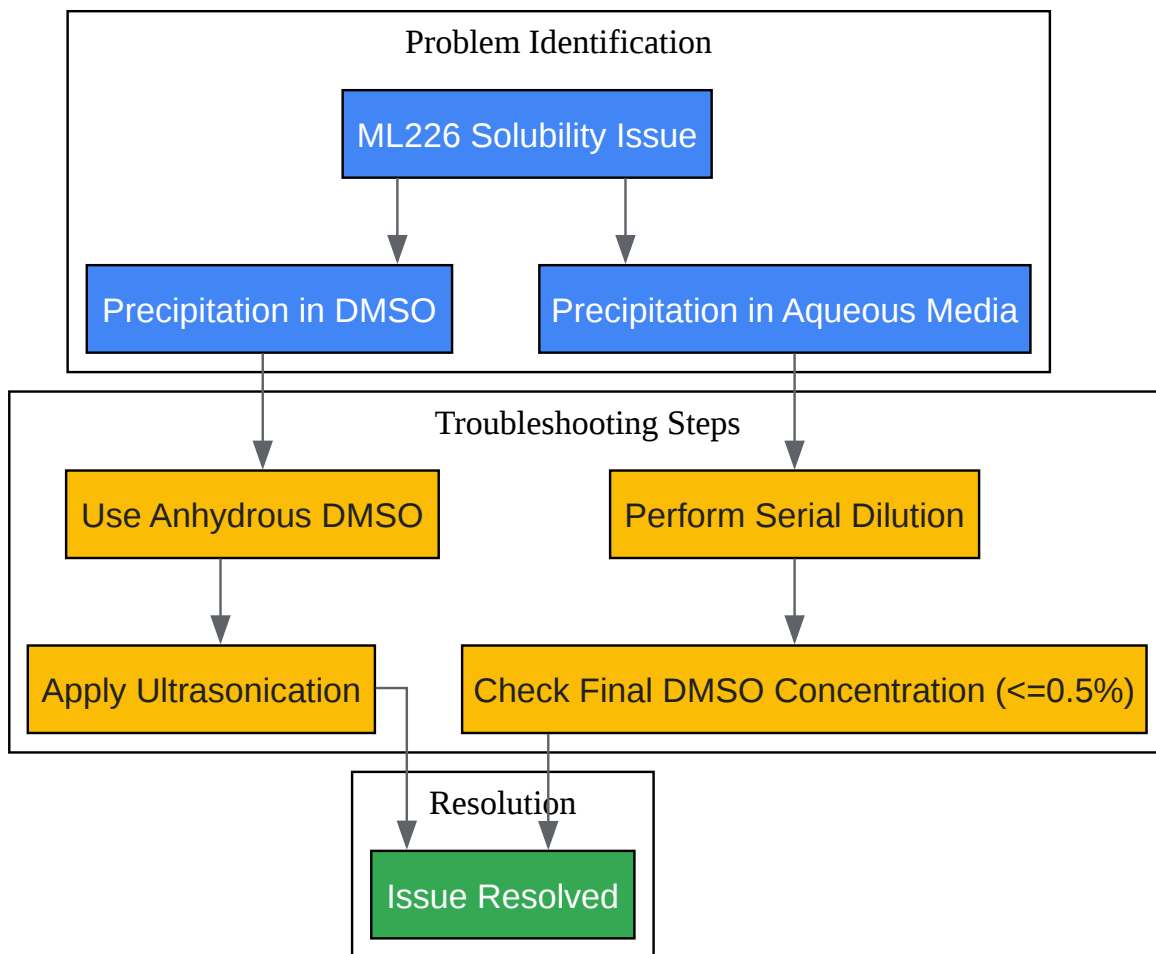 Problem Identification
ML226 Solubility Issue
Precipitation in DMSO
Precipitation in Aqueous Media
Troubleshooting Steps
Use Anhydrous DMSO
Perform Serial Dilution
Apply Ultrasonication
Check Final DMSO Concentration (<=0.5%)
Resolution
Issue Resolved